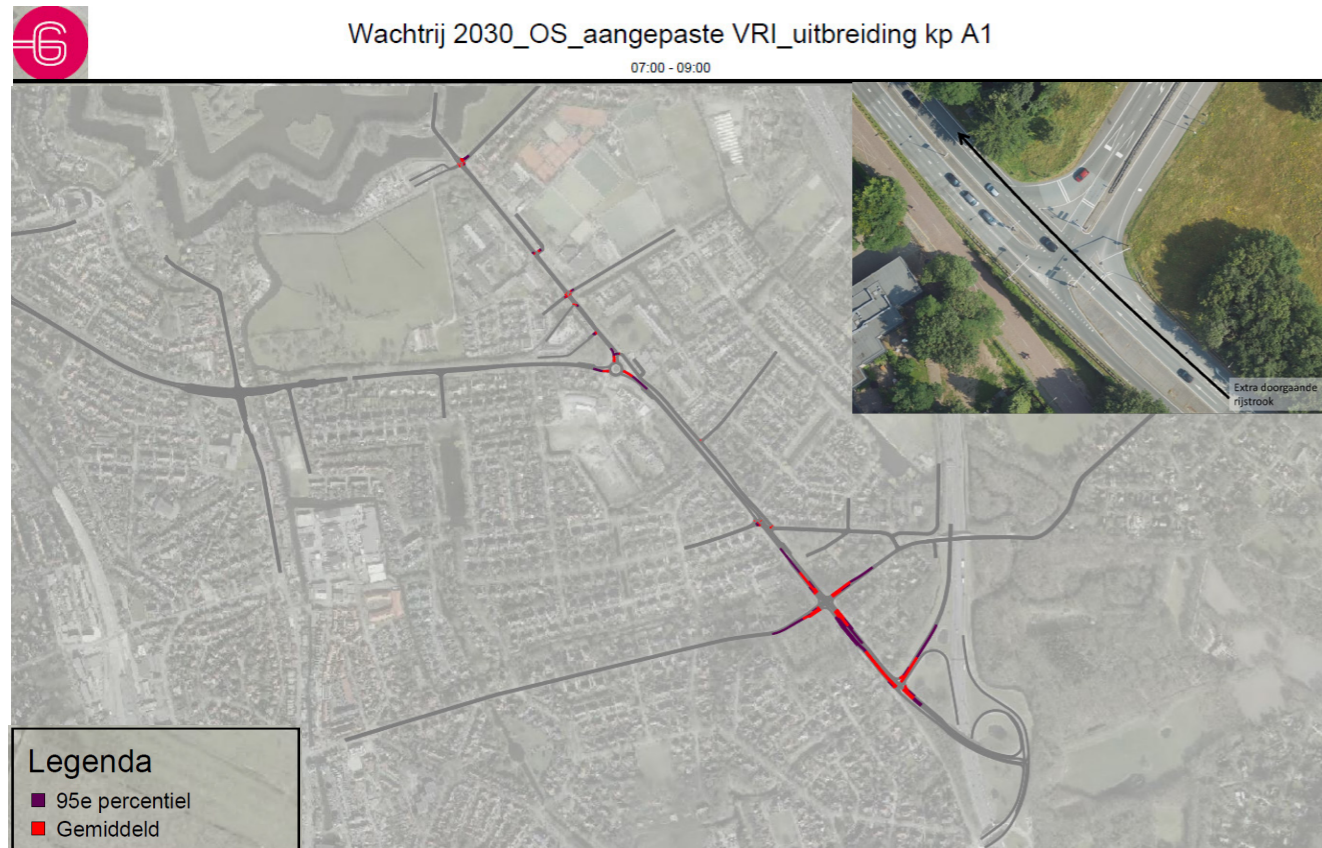 Wachtrij 2030_OS_aangepaste VRI_uitbreiding kp A1
07:00 - 09:00
Extra doorgaande
rijstrook
Legenda
95e percentiel
Gemiddeld